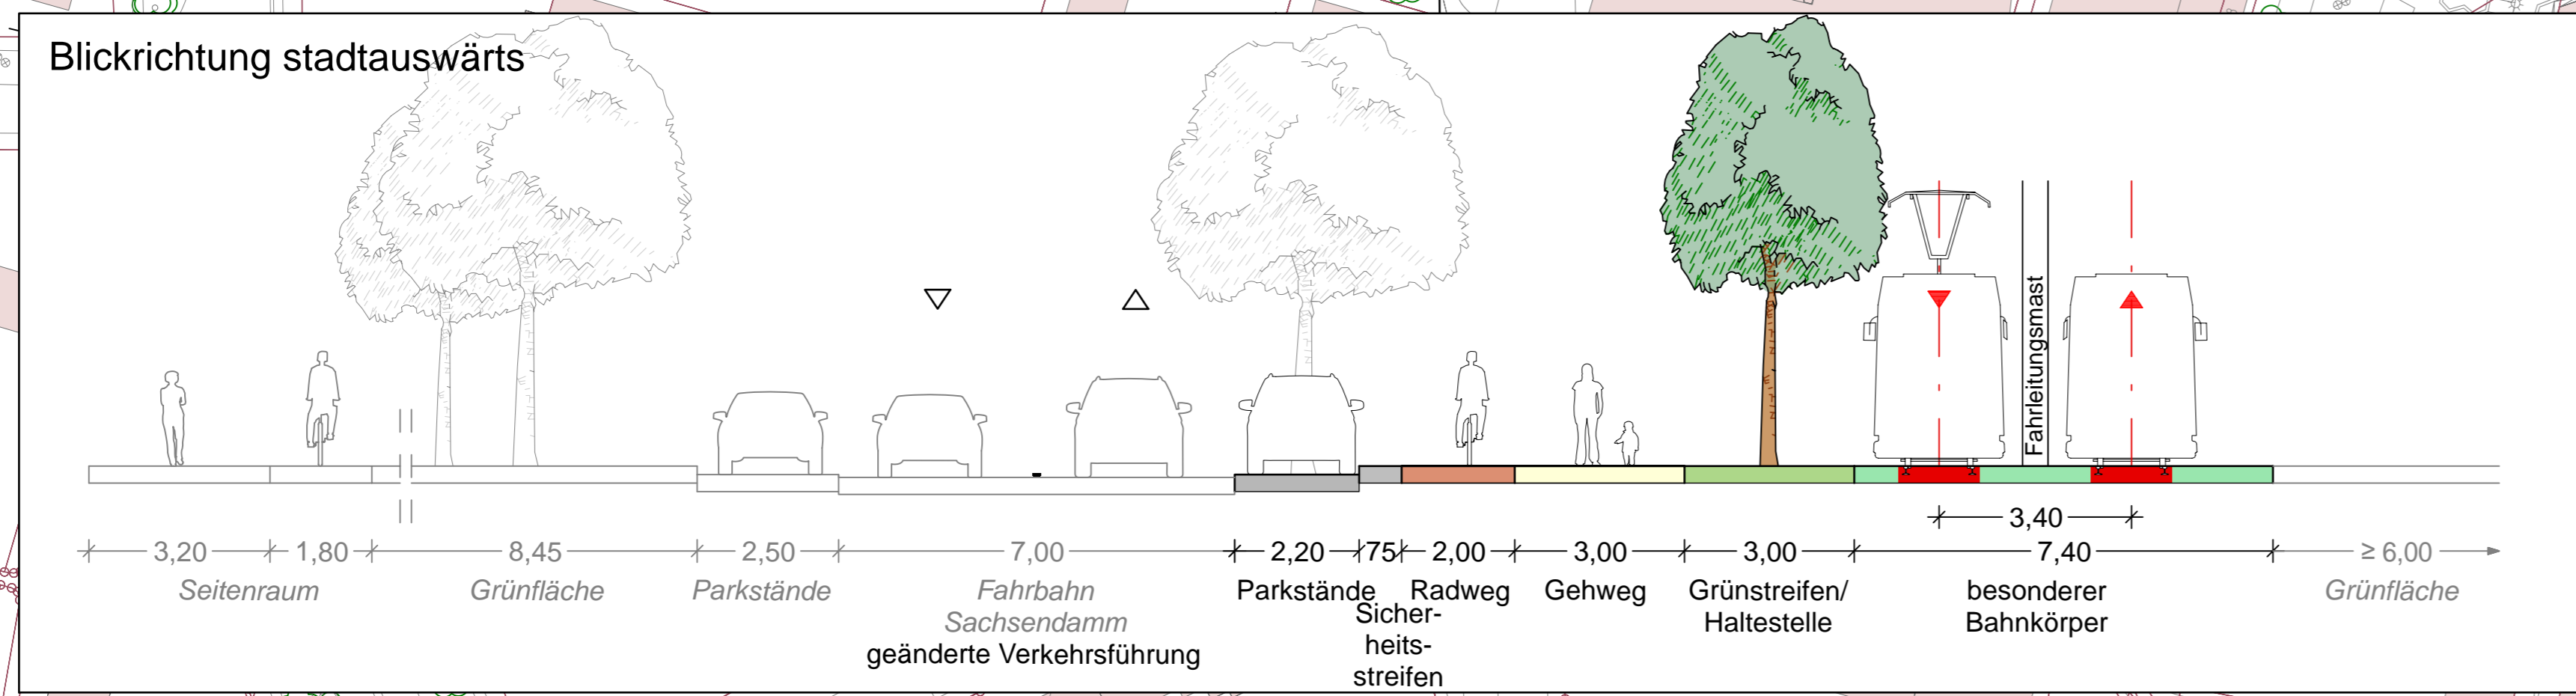 Blickrichtung stadtauswärts
Fahrleitungsmast
3,40
3,20 1,80 8,45 2,50 7,00 2,20 75 2,00 3,00 3,00 7,40 ≥ 6,00
Seitenraum Grünfläche Parkstände Fahrbahn Parkstände Radweg Gehweg Grünstreifen/ besonderer Grünfläche
Sicher-
Sachsendamm Haltestelle Bahnkörper
heits-
geänderte Verkehrsführung
streifen